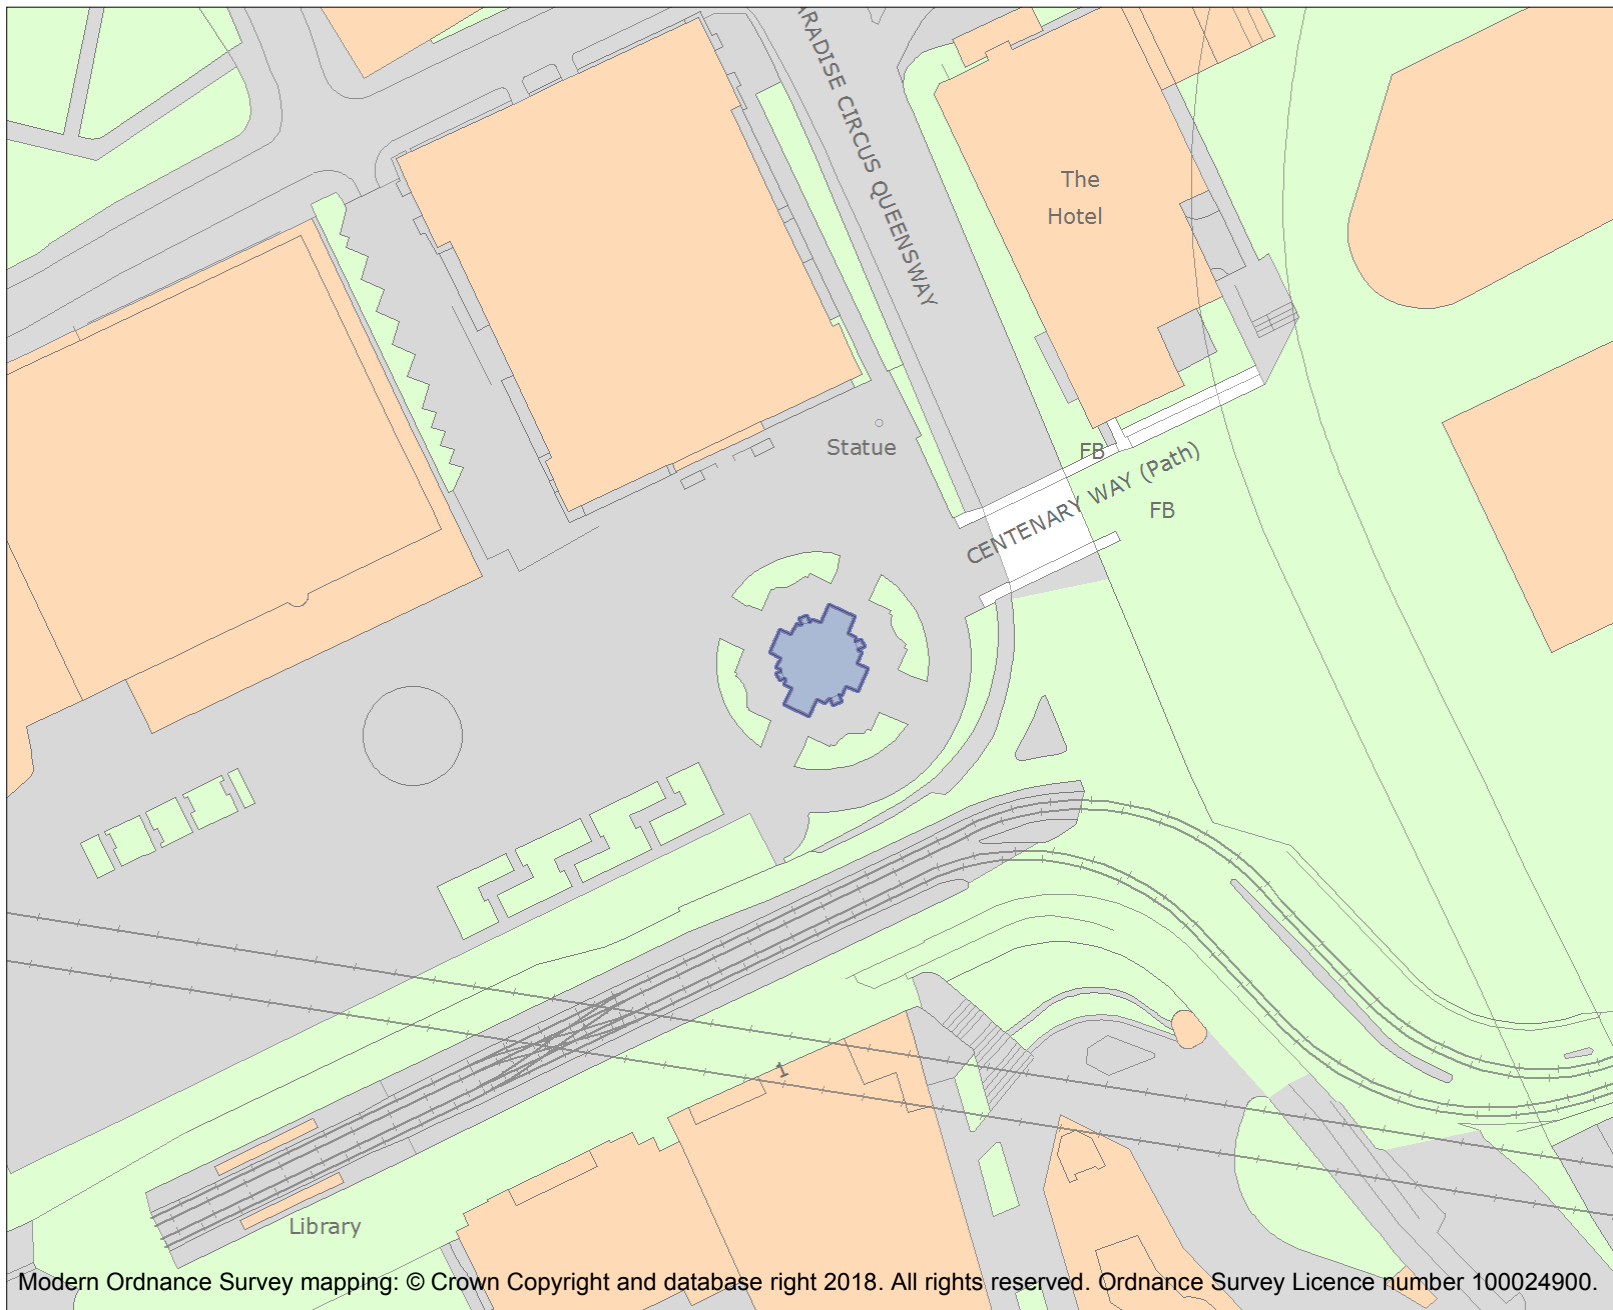 ARADISE CIRCUS QUEENSWAY
The
Hotel
Statue
FB
CENTENARY WAY (Path)
FB
1
Library
Modern Ordnance Survey mapping: © Crown Copyright and database right 2018. All rights reserved. Ordnance Survey Licence number 100024900.